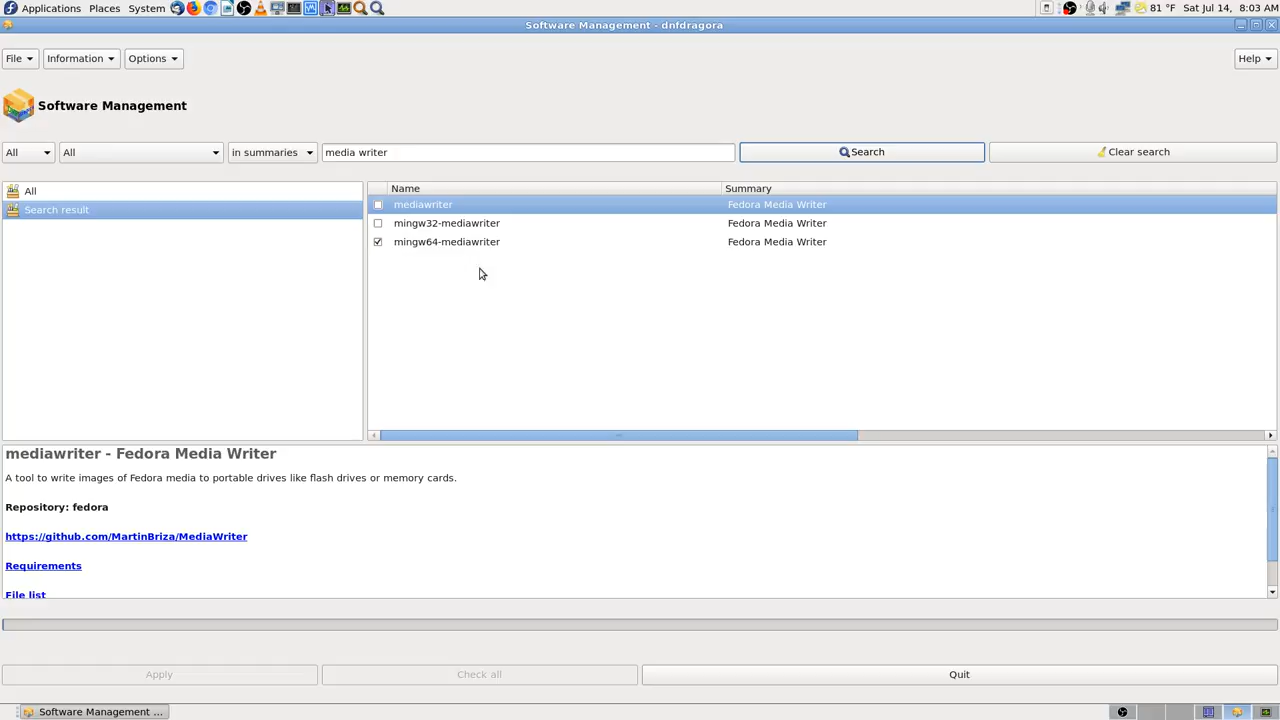 Applications Places System 81 °F Sat Jul 14, 8:03 AM
Software Management - dnfdragora
File Information Options Help
Software Management
All All in summaries media writer Search Clear search
All
Search result
Name Summary
mediawriter Fedora Media Writer
mingw32-mediawriter Fedora Media Writer
mingw64-mediawriter Fedora Media Writer
mediawriter - Fedora Media Writer
A tool to write images of Fedora media to portable drives like flash drives or memory cards.
Repository: fedora
https://github.com/MartinBriza/MediaWriter
Requirements
File list
Apply Check all Quit
Software Management ...